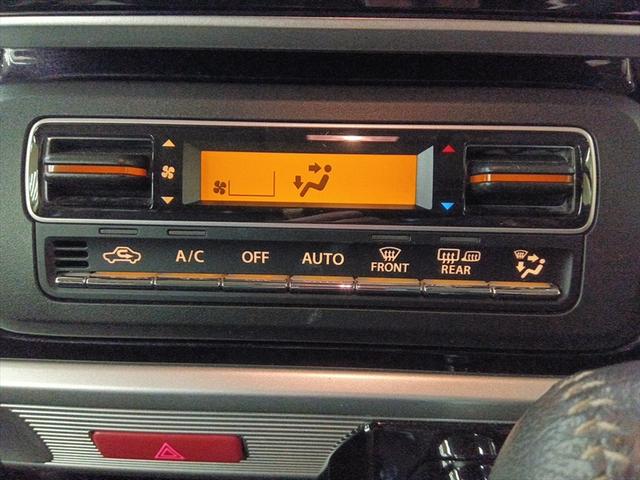 A/C OFF AUTO FRONT REAR